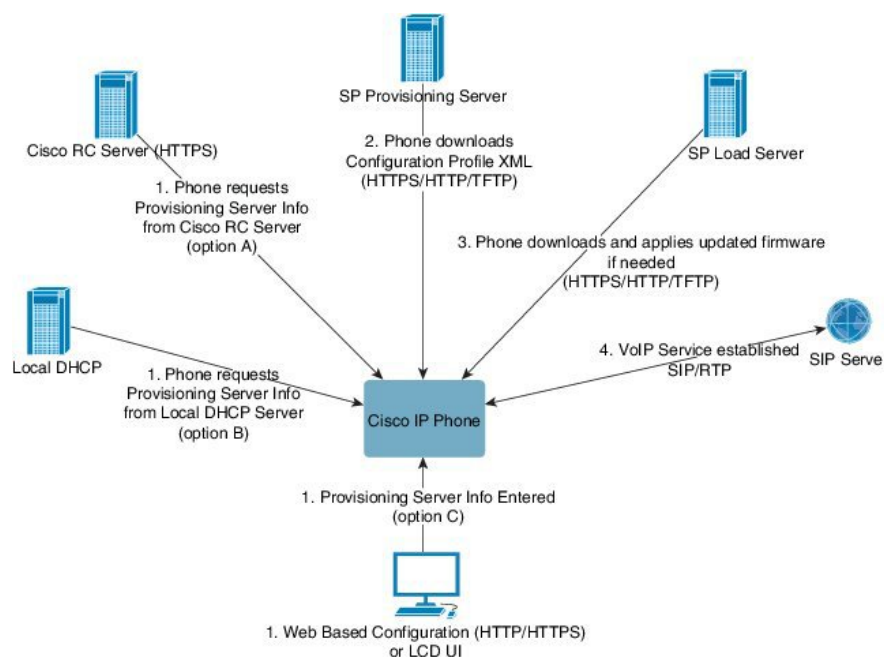 SP Provisioning Server
Cisco RC Server (HTTPS)
SP Load Server
2. Phone downloads
Configuration Profile XML
(HTTPS/HTTP/TFTP)
1. Phone requests
Provisioning Server Info
from Cisco RC Server
(option A)
3. Phone downloads and applies updated firmware
if needed
(HTTPS/HTTP/TFTP)
Local DHCP
1. Phone requests
Provisioning Server Info
from Local DHCP Server
(option B)
4. VoIP Service established
SIP/RTP
SIP Serve
Cisco IP Phone
1. Provisioning Server Info Entered
(option C)
1. Web Based Configuration (HTTP/HTTPS)
or LCD UI